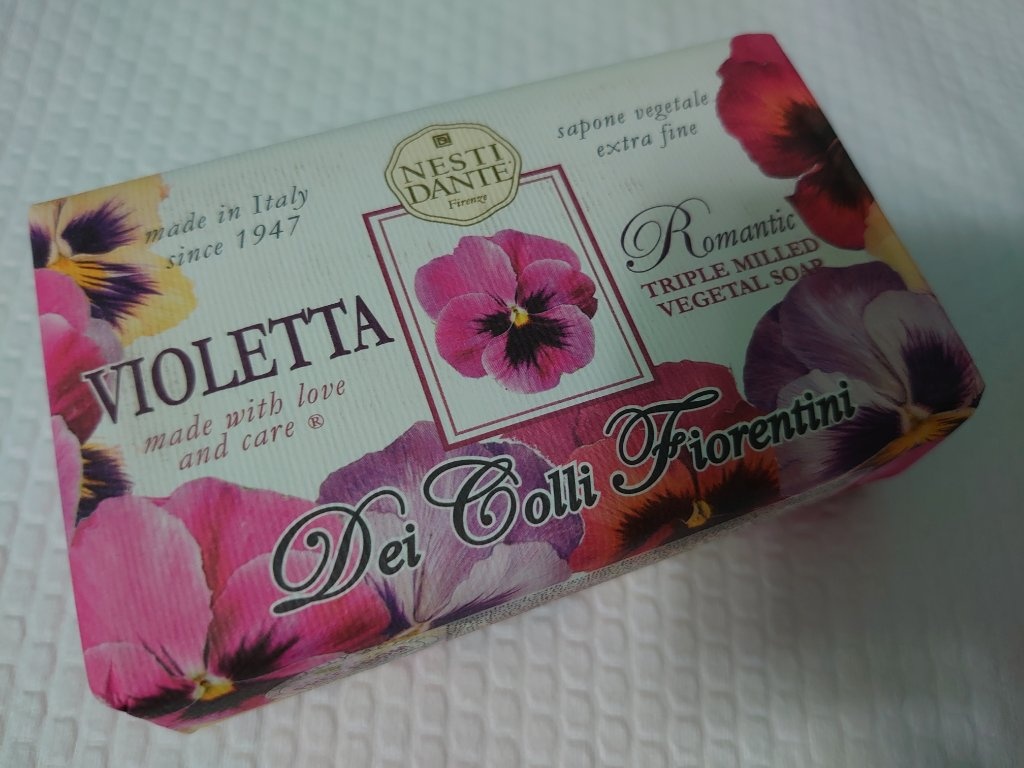 NESTI
DANTE
Firenze
made in Italy
since 1947
sapone vegetale
extra fine
VIOLETTA
made with love
and care ®
Romantic
TRIPLE MILLED
VEGETAL SOAP
Dei Colli Fiorentini